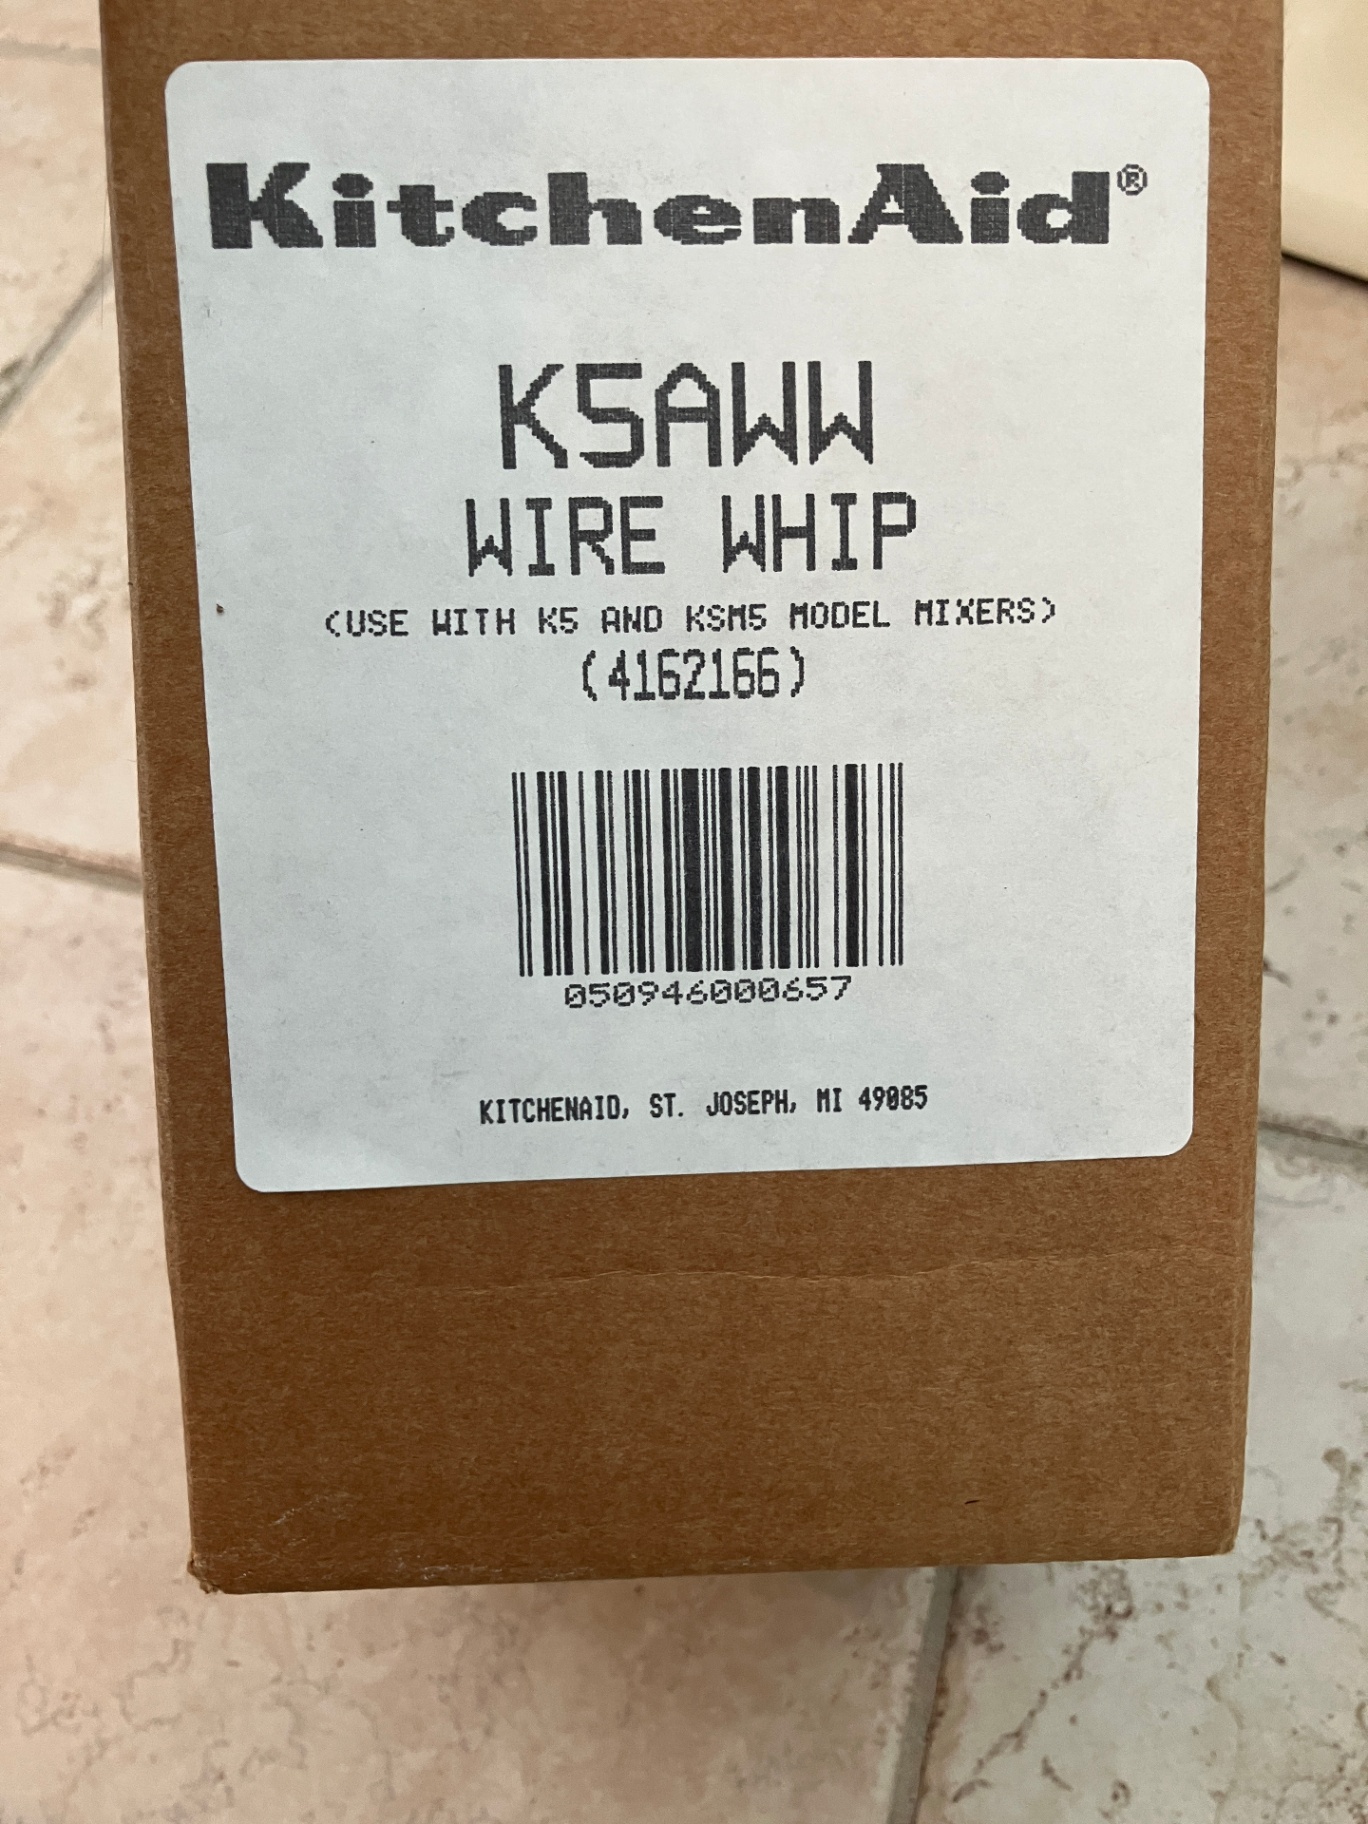 KitchenAid®
K5AWW
WIRE WHIP
(USE WITH K5 AND KSM5 MODEL MIXERS)
(4162166)
050946000657
KITCHENAID, ST. JOSEPH, MI 49085